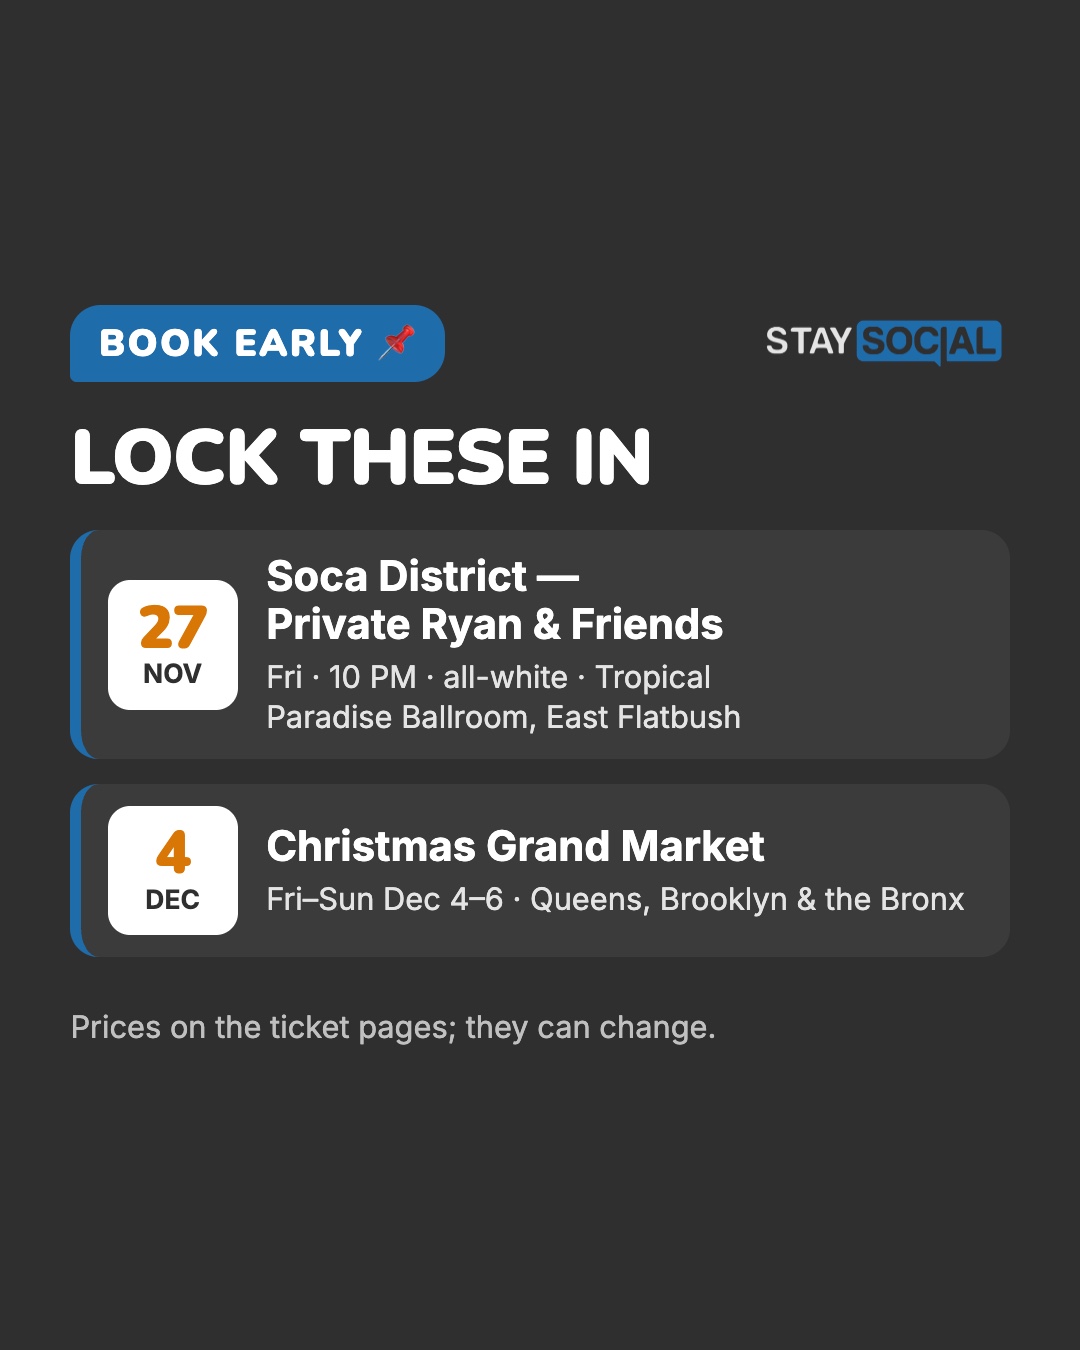 BOOK EARLY 📌
STAY SOCIAL
LOCK THESE IN
27
NOV
Soca District —
Private Ryan & Friends
Fri · 10 PM · all-white · Tropical
Paradise Ballroom, East Flatbush
4
DEC
Christmas Grand Market
Fri–Sun Dec 4–6 · Queens, Brooklyn & the Bronx
Prices on the ticket pages; they can change.